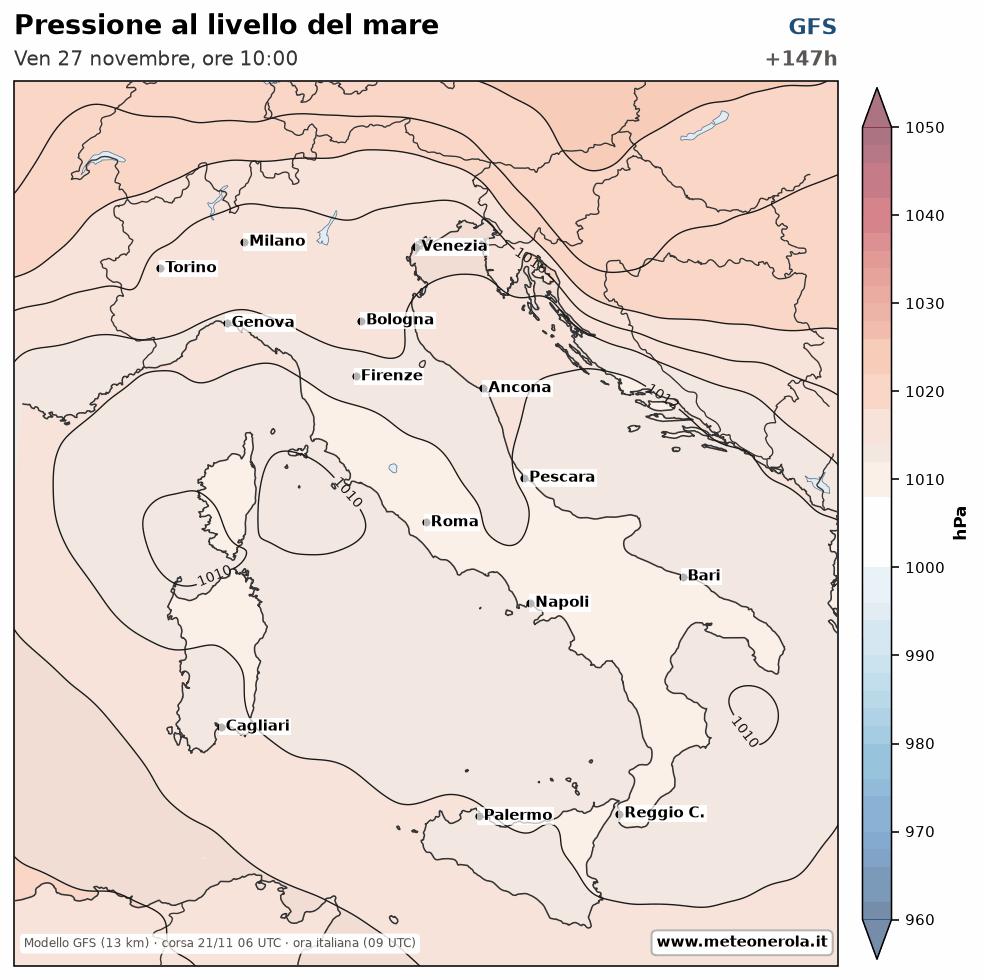 Pressione al livello del mare
GFS
Ven 27 novembre, ore 10:00
+147h
1050
1040
1030
1020
1010
1000
990
980
970
960
hPa
Milano
Venezia
Torino
Genova
Bologna
Firenze
Ancona
Pescara
1010
Roma
1010
Bari
Napoli
Cagliari
1010
Palermo
Reggio C.
Modello GFS (13 km) · corsa 21/11 06 UTC · ora italiana (09 UTC)
www.meteonerola.it